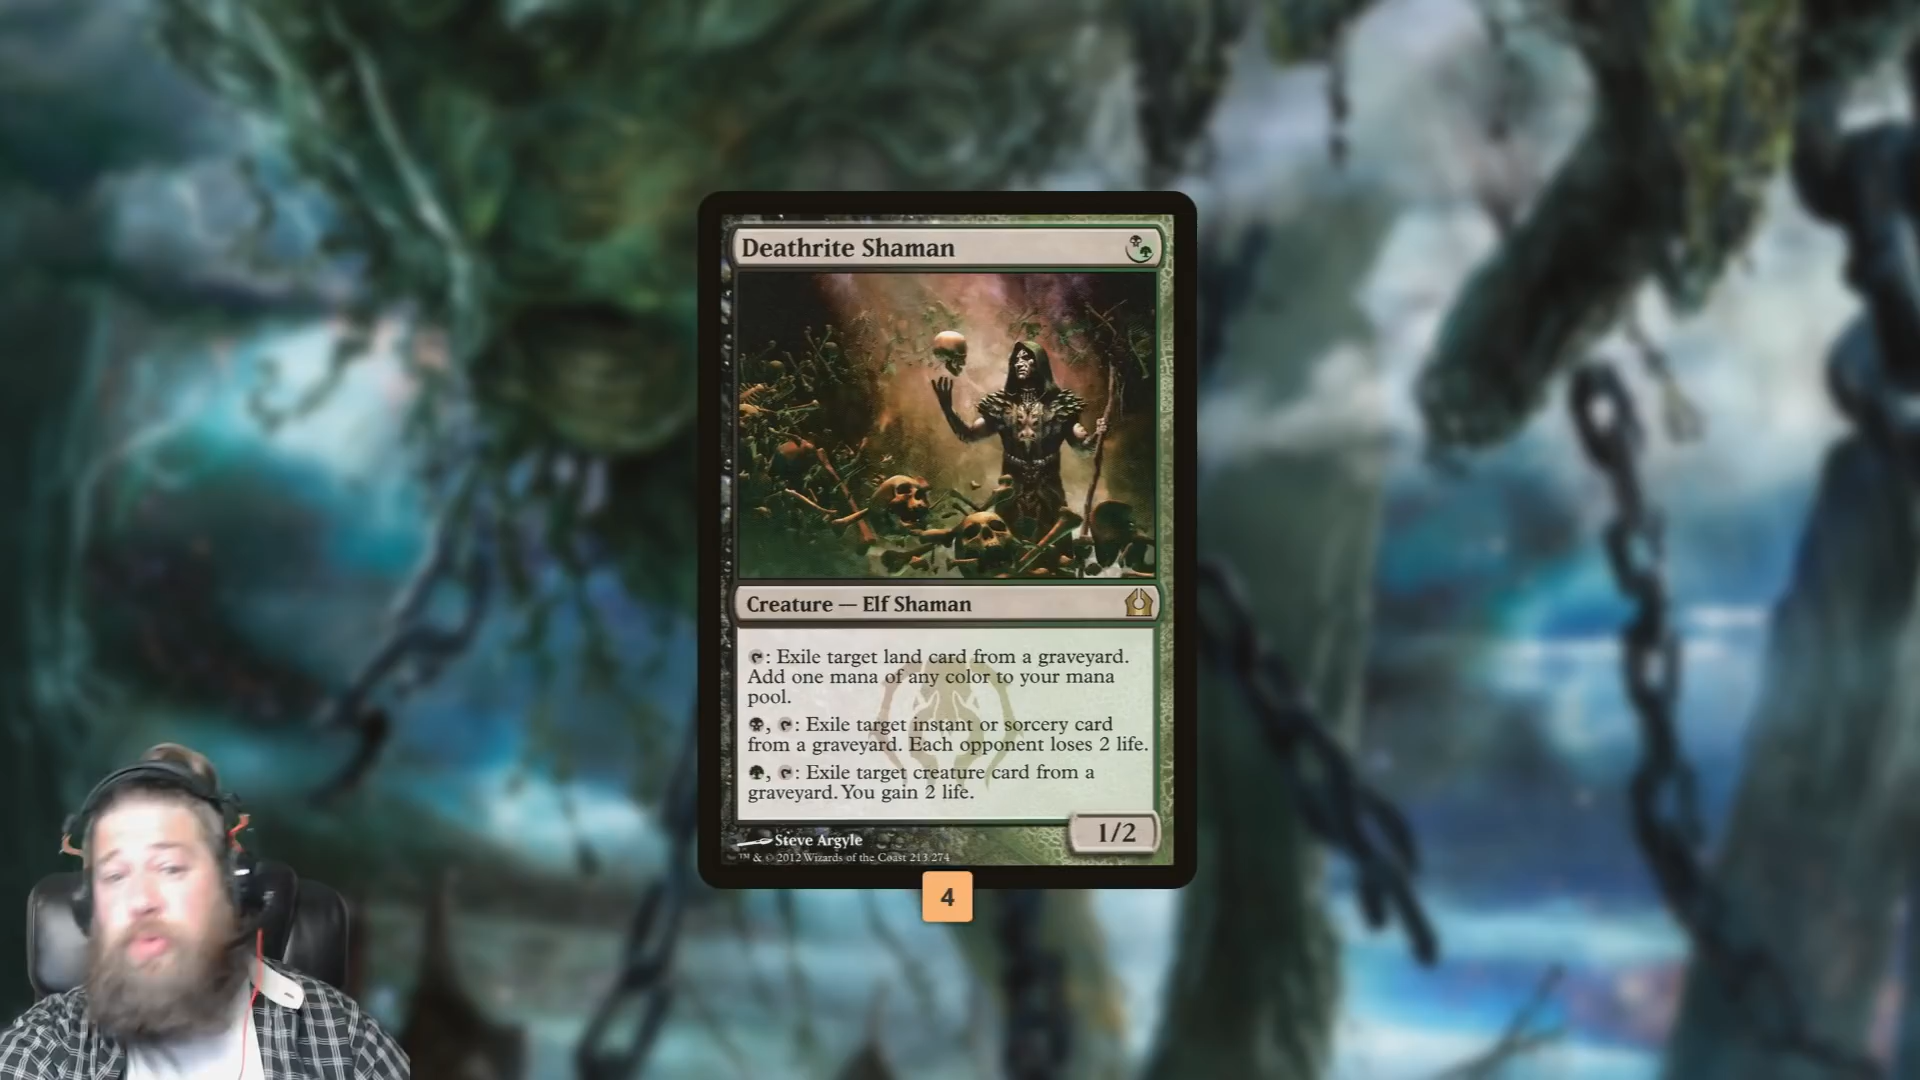 Deathrite Shaman
Creature — Elf Shaman
: Exile target land card from a graveyard.
Add one mana of any color to your mana
pool.
, : Exile target instant or sorcery card
from a graveyard. Each opponent loses 2 life.
, : Exile target creature card from a
graveyard. You gain 2 life.
1/2
Steve Argyle
™ & © 2012 Wizards of the Coast 213/274
4